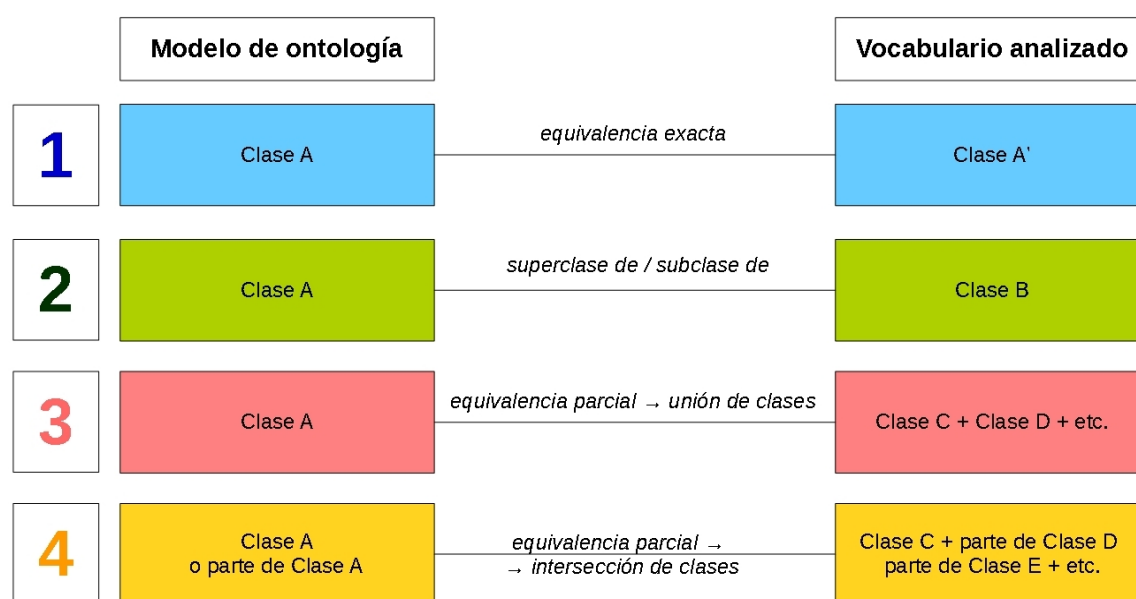 Modelo de ontología
Vocabulario analizado
1
Clase A
equivalencia exacta
Clase A'
2
Clase A
superclase de / subclase de
Clase B
3
Clase A
equivalencia parcial → unión de clases
Clase C + Clase D + etc.
4
Clase A
o parte de Clase A
equivalencia parcial →
→ intersección de clases
Clase C + parte de Clase D
parte de Clase E + etc.